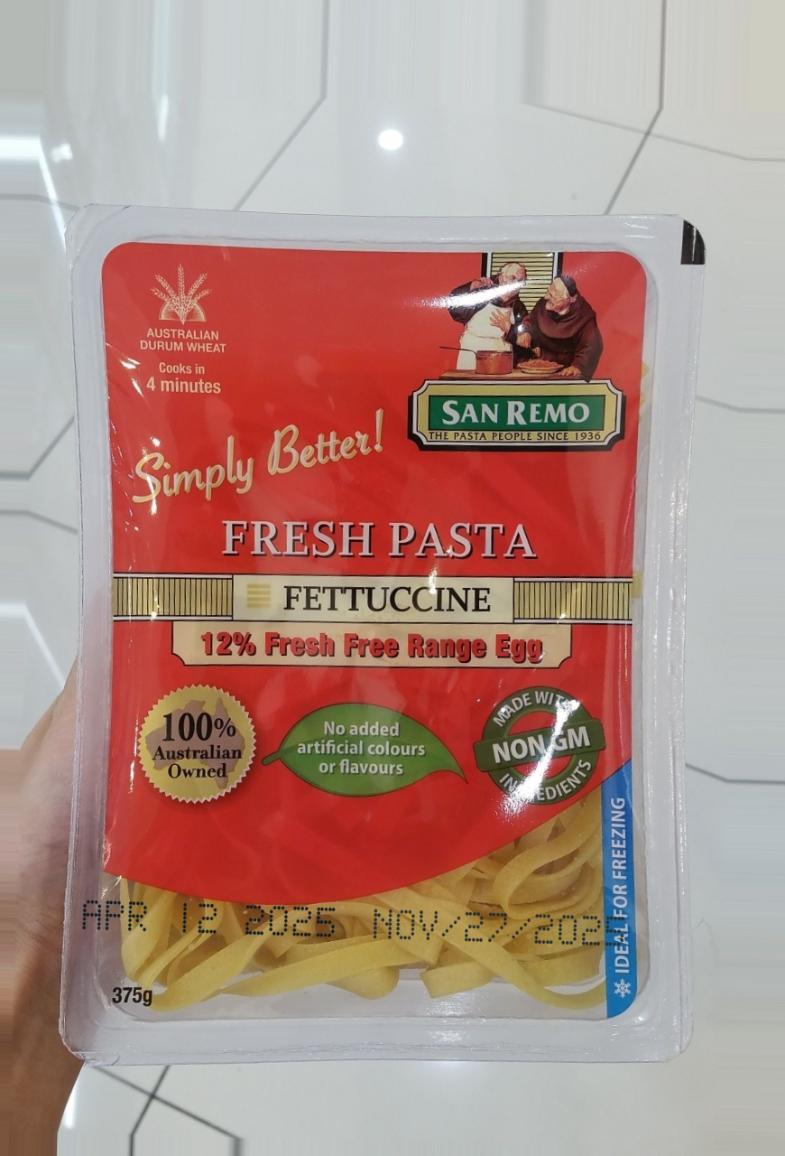 AUSTRALIAN
DURUM WHEAT
Cooks in
4 minutes
SAN REMO
THE PASTA PEOPLE SINCE 1936
Simply Better!
FRESH PASTA
FETTUCCINE
12% Fresh Free Range Egg
100%
Australian
Owned
No added
artificial colours
or flavours
MADE WITH
NON GM
INGREDIENTS
IDEAL FOR FREEZING
APR 12 2025 NOV/27/2025
375g